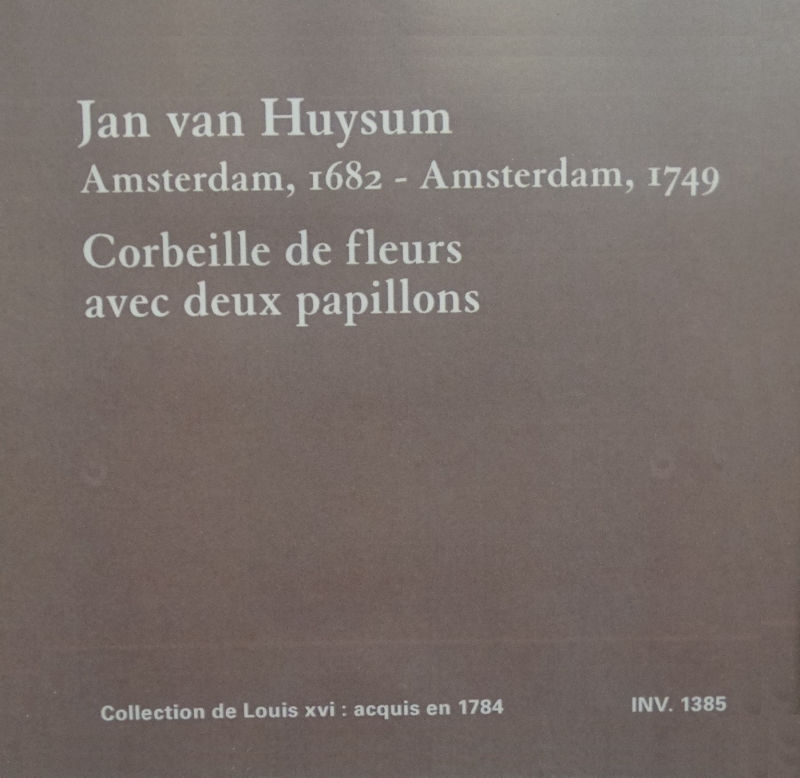 Jan van Huysum
Amsterdam, 1682 - Amsterdam, 1749
Corbeille de fleurs
avec deux papillons
Collection de Louis xvi : acquis en 1784 INV. 1385